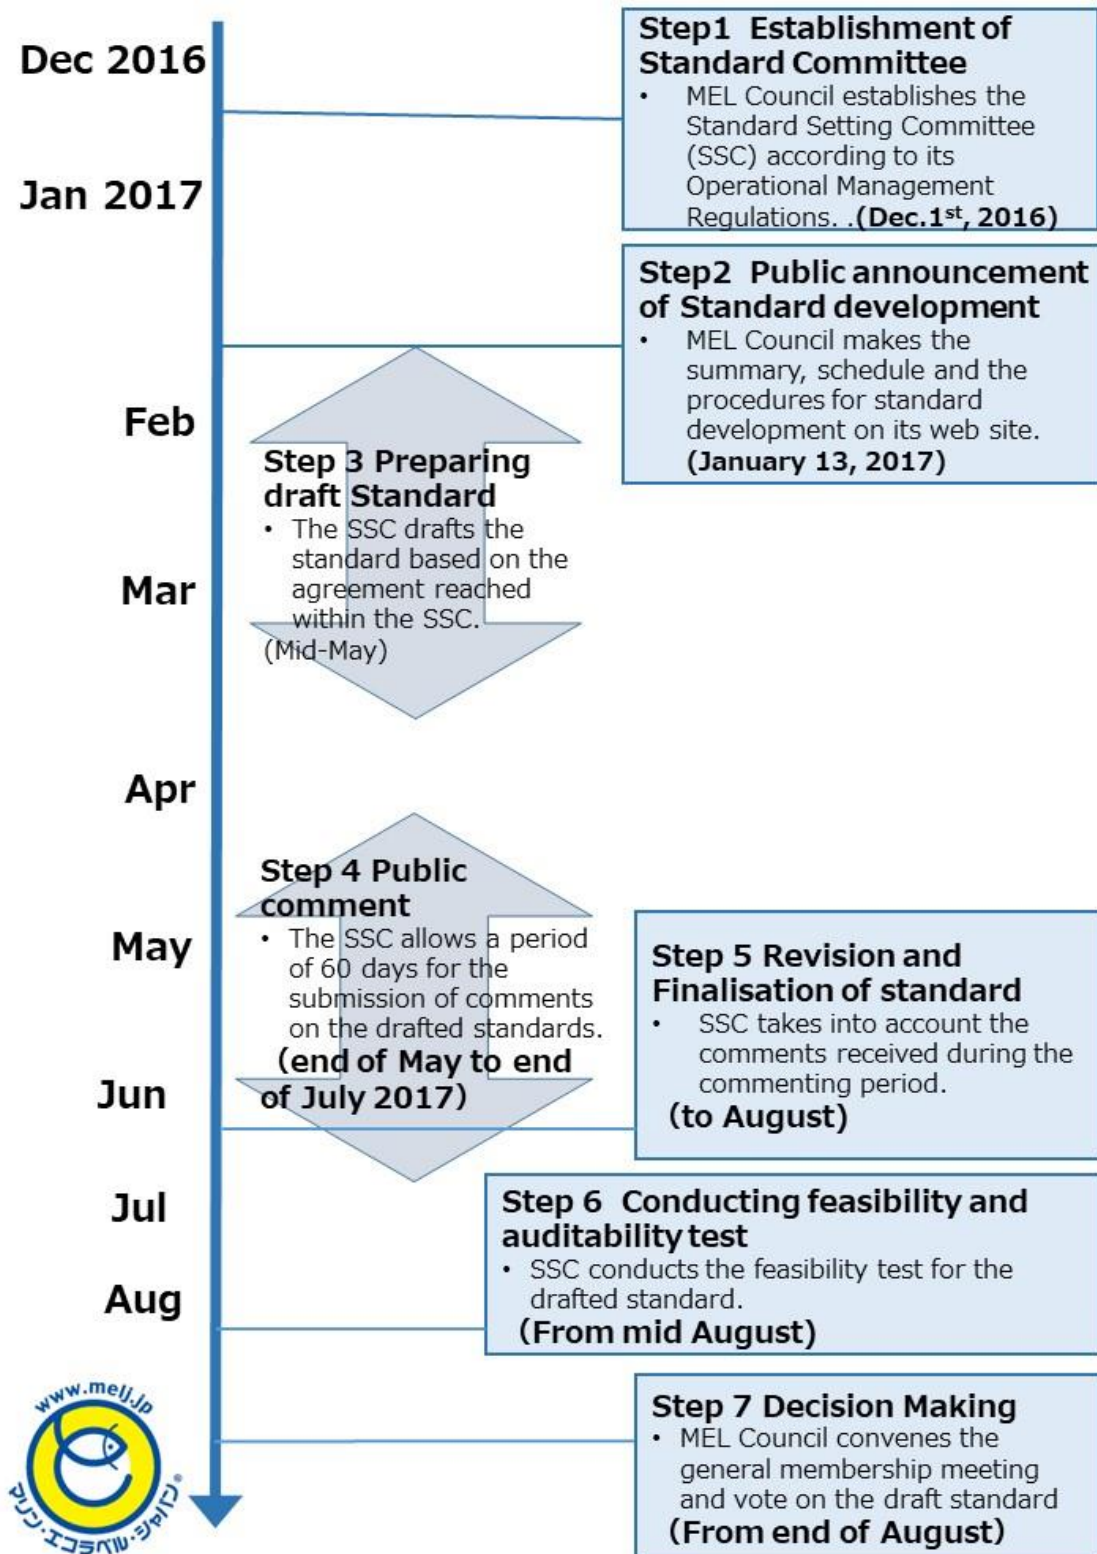 Dec 2016
Jan 2017
Feb
Mar
Apr
May
Jun
Jul
Aug
Step1 Establishment of
Standard Committee
• MEL Council establishes the
Standard Setting Committee
(SSC) according to its
Operational Management
Regulations. .(Dec.1st, 2016)
Step2 Public announcement
of Standard development
• MEL Council makes the
summary, schedule and the
procedures for standard
development on its web site.
(January 13, 2017)
Step 3 Preparing
draft Standard
• The SSC drafts the
standard based on the
agreement reached
within the SSC.
(Mid-May)
Step 4 Public
comment
• The SSC allows a period
of 60 days for the
submission of comments
on the drafted standards.
(end of May to end
of July 2017)
Step 5 Revision and
Finalisation of standard
• SSC takes into account the
comments received during the
commenting period.
(to August)
Step 6 Conducting feasibility and
auditability test
• SSC conducts the feasibility test for the
drafted standard.
(From mid August)
Step 7 Decision Making
• MEL Council convenes the
general membership meeting
and vote on the draft standard
(From end of August)
www.melj.jp
マリン・エコラベル・ジャパン®